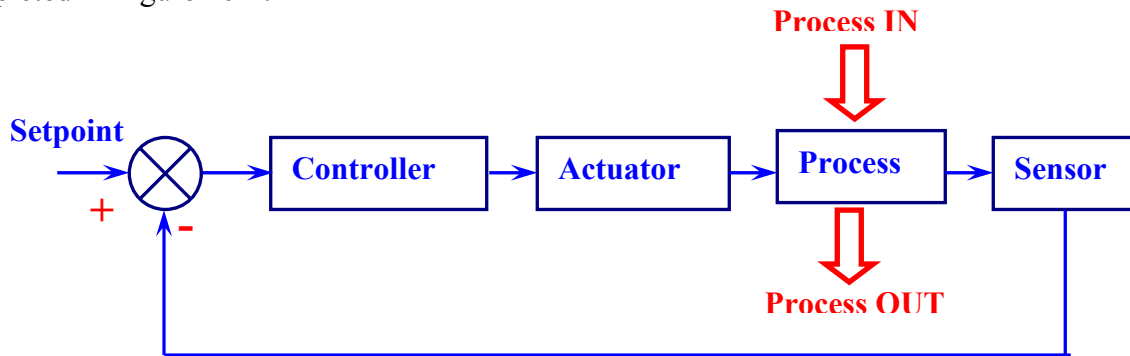 Process IN
Setpoint
Controller
Actuator
Process
Sensor
+
-
Process OUT